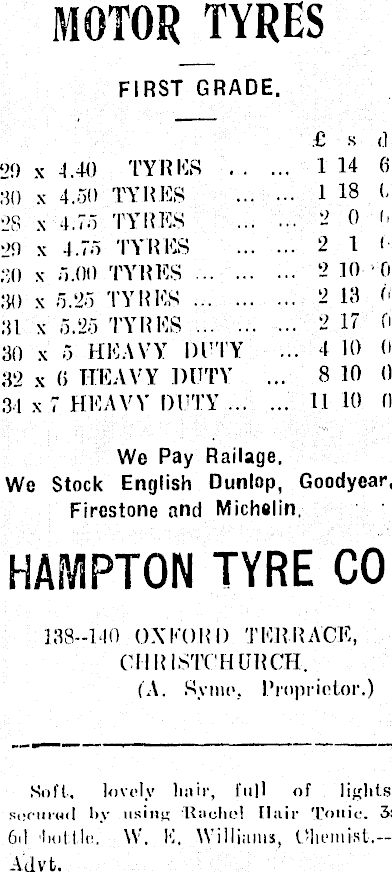 MOTOR TYRES
FIRST GRADE.
£ s d
29 x 4.40 TYRES .. ... 1 14 6
30 x 4.50 TYRES ... ... 1 18
28 x 4.75 TYRES ... ... 2 0
29 x 4.75 TYRES ... ... 2 1
30 x 5.00 TYRES ... ... ... 2 10 0
30 x 5.25 TYRES ... ... ... 2 13
31 x 5.25 TYRES ... ... ... 2 17 0
30 x 5 HEAVY DUTY ... 4 10 0
32 x 6 HEAVY DUTY ... 8 10 0
34 x 7 HEAVY DUTY ... ... 11 10 0
We Pay Railage.
We Stock English Dunlop, Goodyear,
Firestone and Michelin.
HAMPTON TYRE CO
138--140 OXFORD TERRACE,
CHRISTCHURCH.
(A. Syme, Proprietor.)
Soft, lovely hair, full of lights
secured by using Rachel Hair Tonic. 3s
6d bottle. W. E. Williams, Chemist.--
Advt.